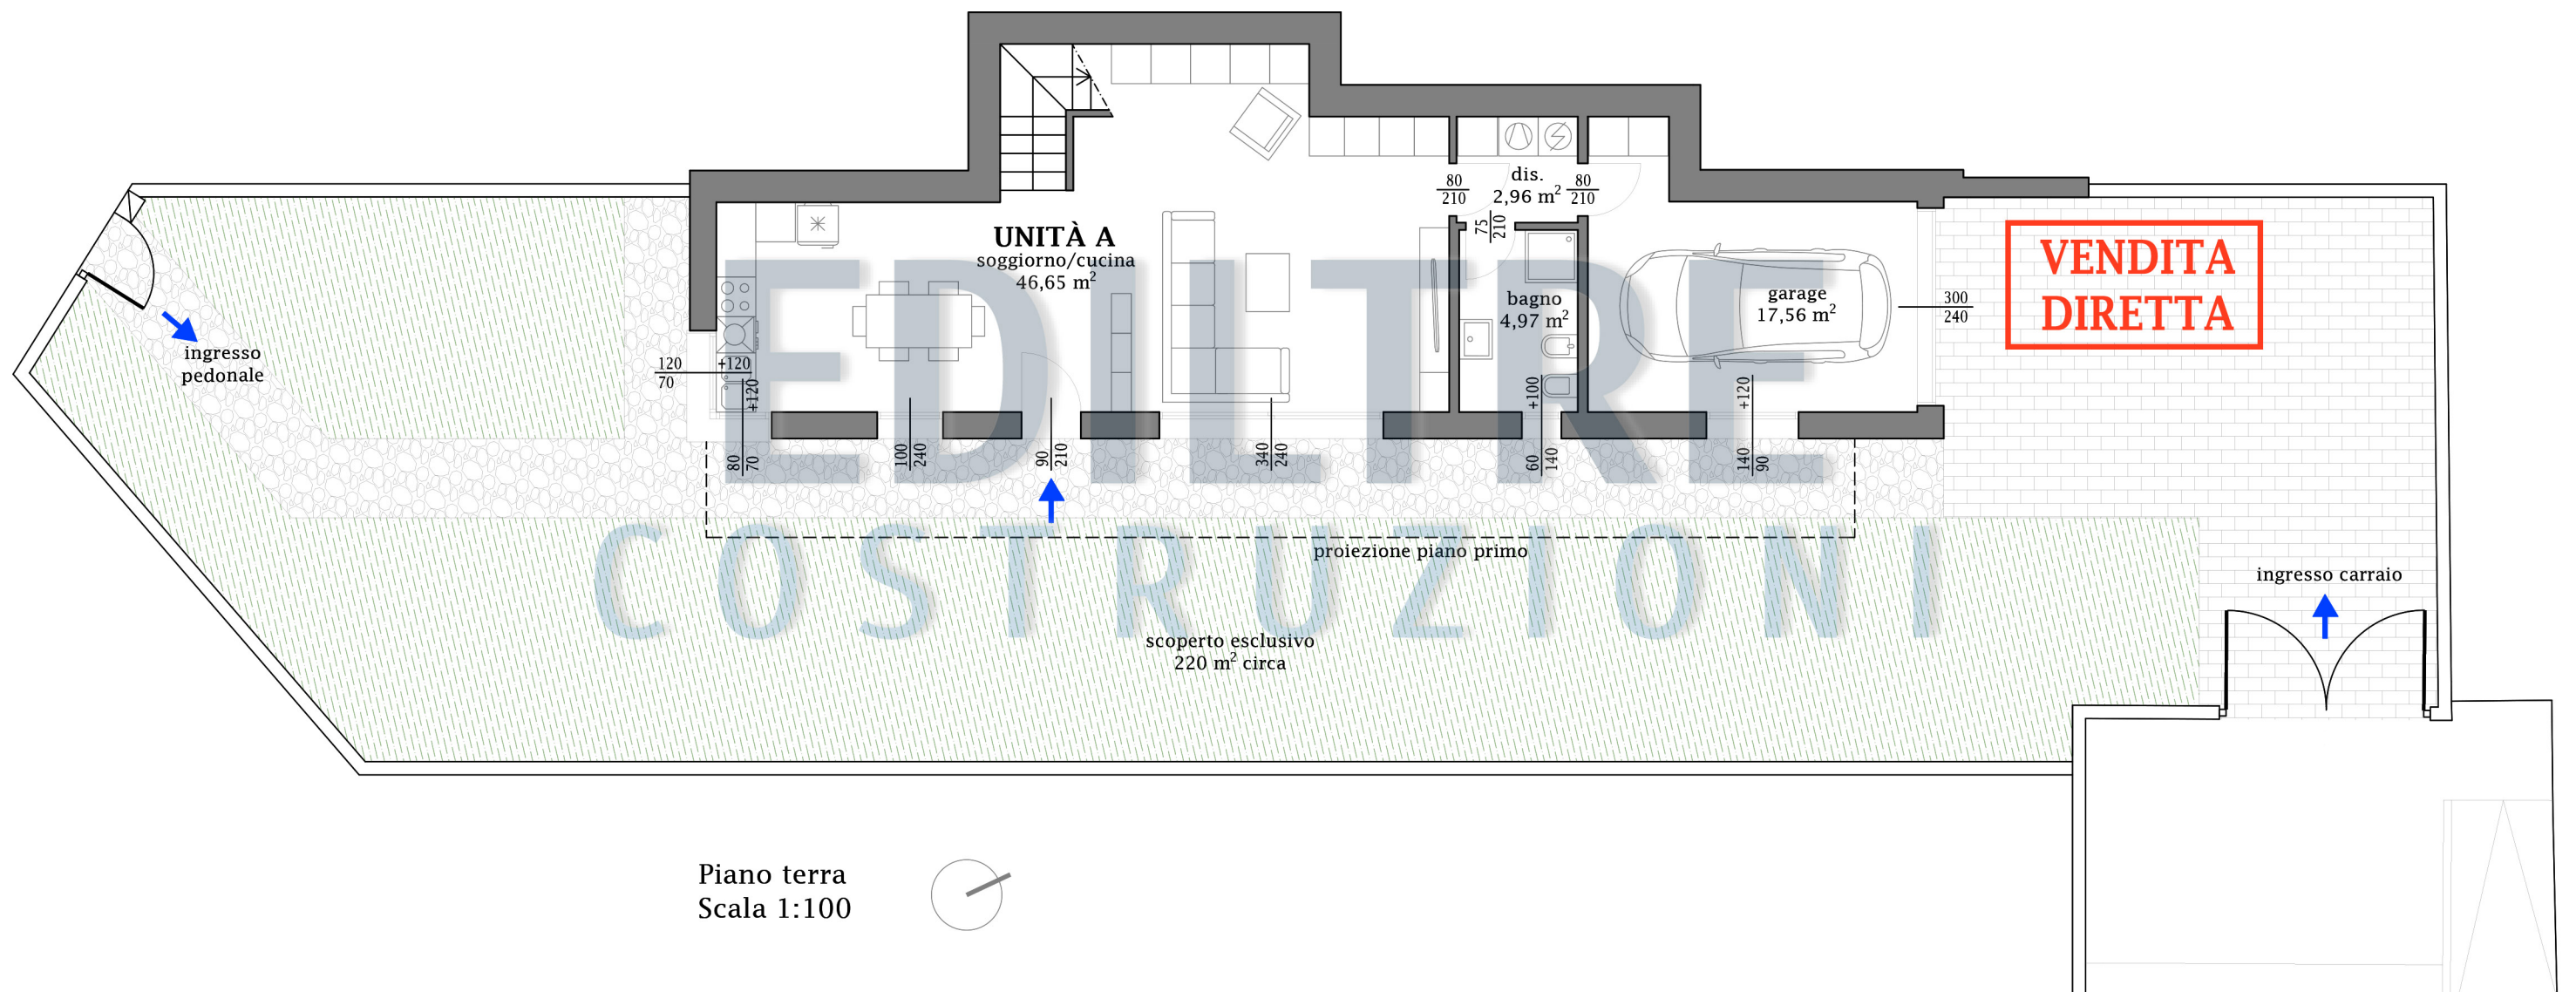 VENDITA
DIRETTA
UNITÀ A
soggiorno/cucina
46,65 m²
80
210
dis.
2,96 m²
80
210
75
210
bagno
4,97 m²
garage
17,56 m²
300
240
ingresso
pedonale
120 +120
70
+120
80
70
100
240
90
210
340
240
+100
60
140
+120
140
90
EDILTRE
COSTRUZIONI
proiezione piano primo
ingresso carraio
scoperto esclusivo
220 m² circa
Piano terra
Scala 1:100